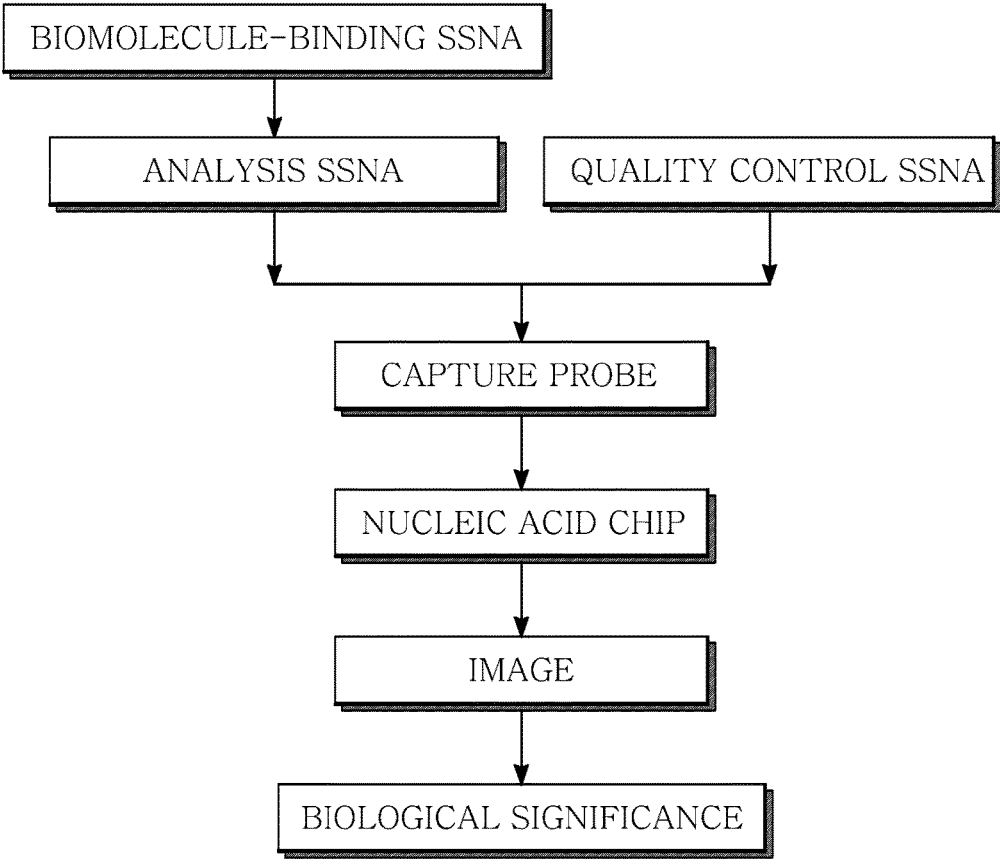 BIOMOLECULE-BINDING SSNA
ANALYSIS SSNA
QUALITY CONTROL SSNA
CAPTURE PROBE
NUCLEIC ACID CHIP
IMAGE
BIOLOGICAL SIGNIFICANCE